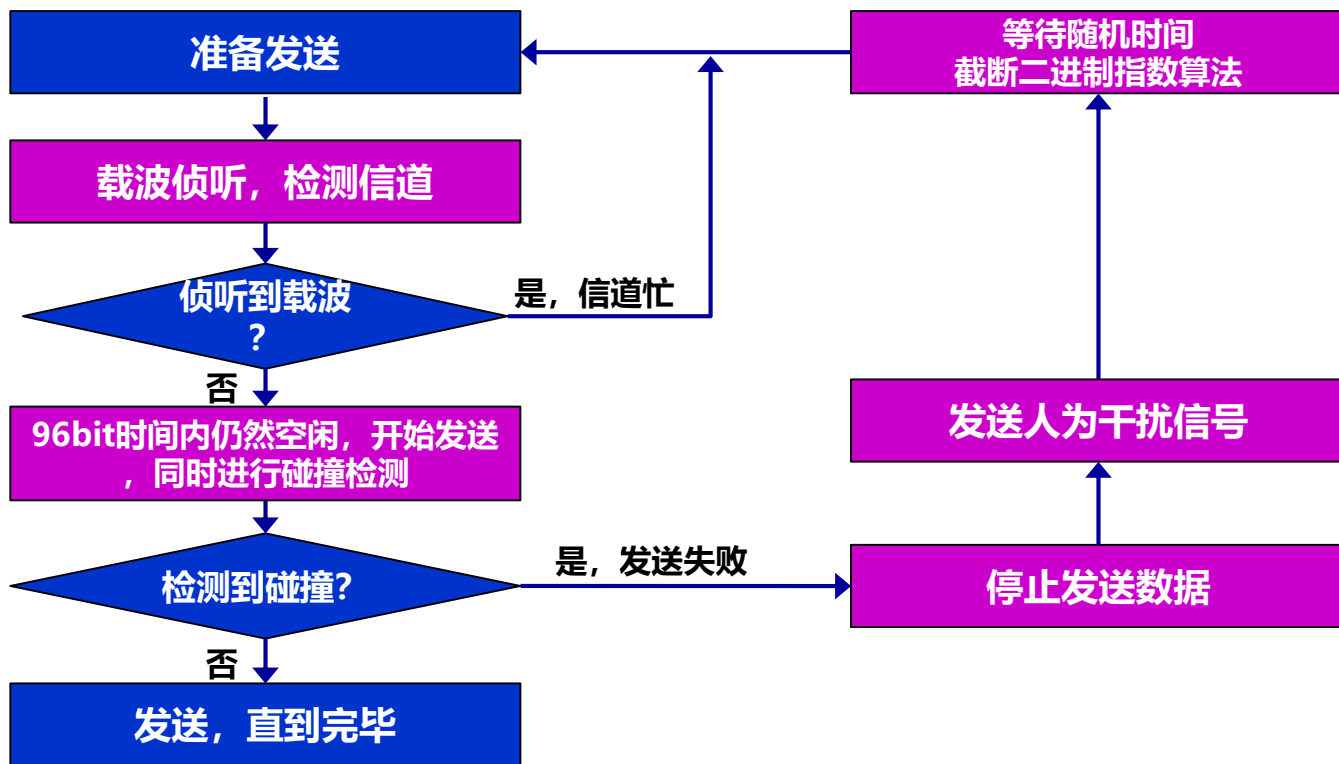 准备发送
等待随机时间
截断二进制指数算法
载波侦听，检测信道
侦听到载波
？
是，信道忙
否
96bit时间内仍然空闲，开始发送
，同时进行碰撞检测
发送人为干扰信号
检测到碰撞？
是，发送失败
停止发送数据
否
发送，直到完毕